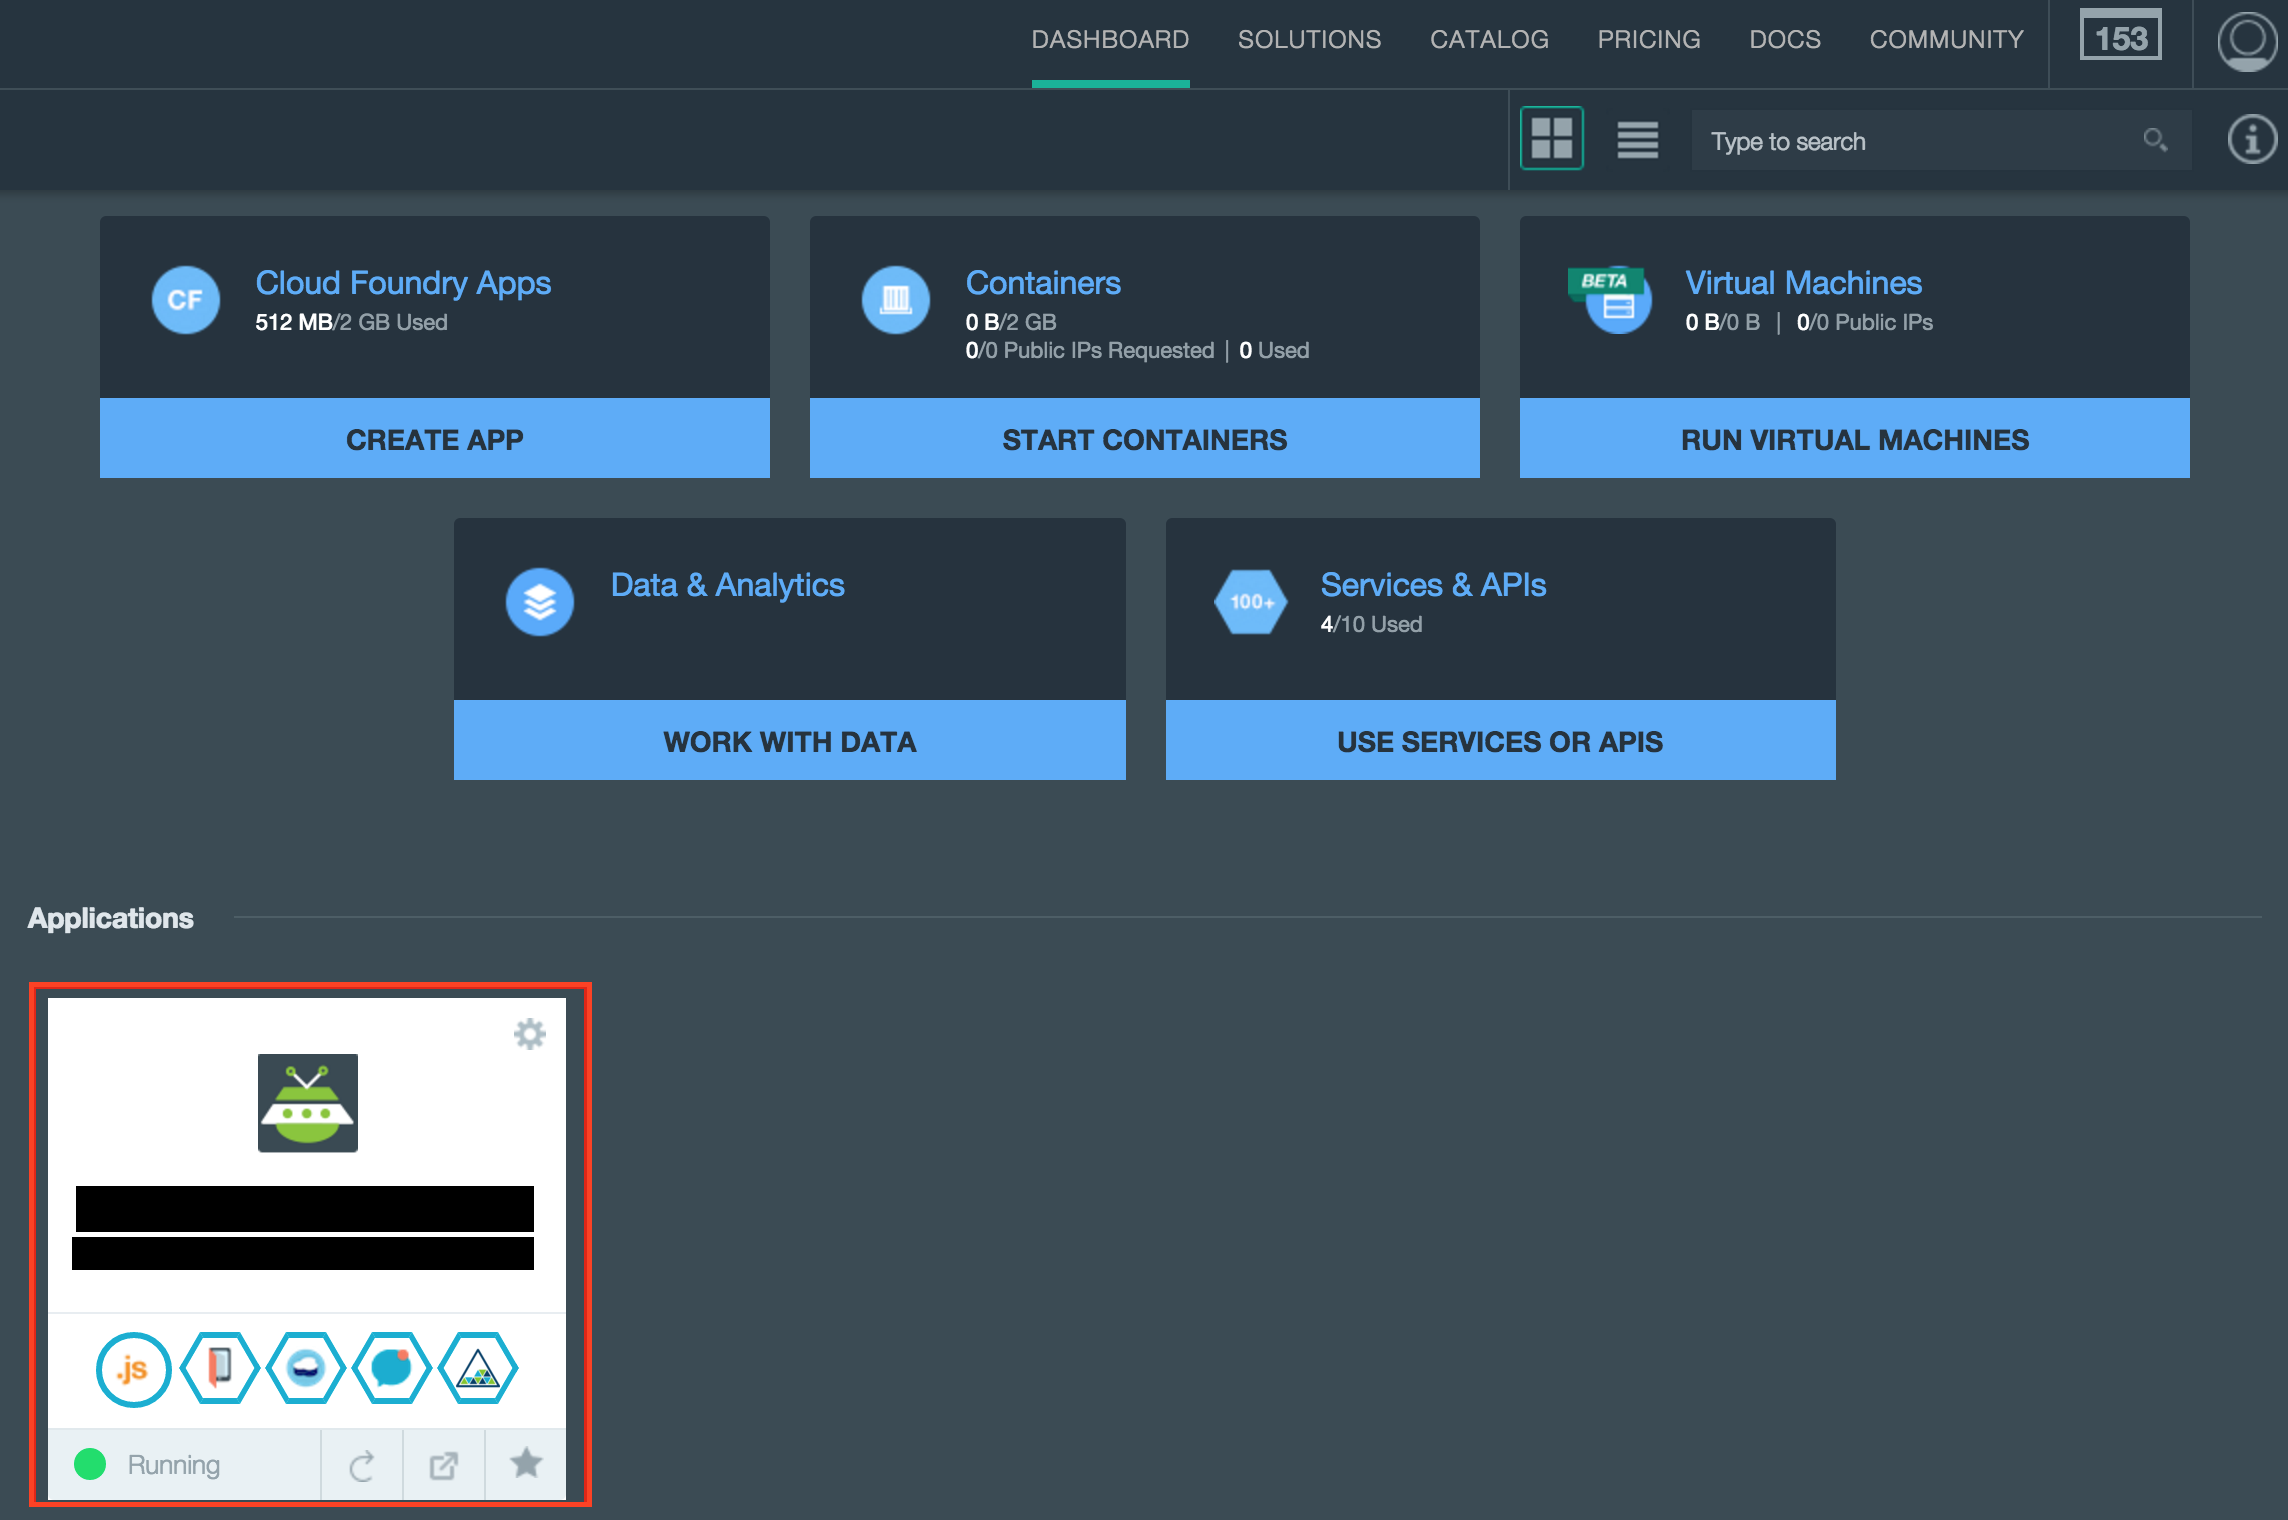 DASHBOARD SOLUTIONS CATALOG PRICING DOCS COMMUNITY 153
Type to search
CF Cloud Foundry Apps
512 MB/2 GB Used
CREATE APP
Containers
0 B/2 GB
0/0 Public IPs Requested | 0 Used
START CONTAINERS
BETA Virtual Machines
0 B/0 B | 0/0 Public IPs
RUN VIRTUAL MACHINES
Data & Analytics
WORK WITH DATA
100+ Services & APIs
4/10 Used
USE SERVICES OR APIS
Applications
.js
Running